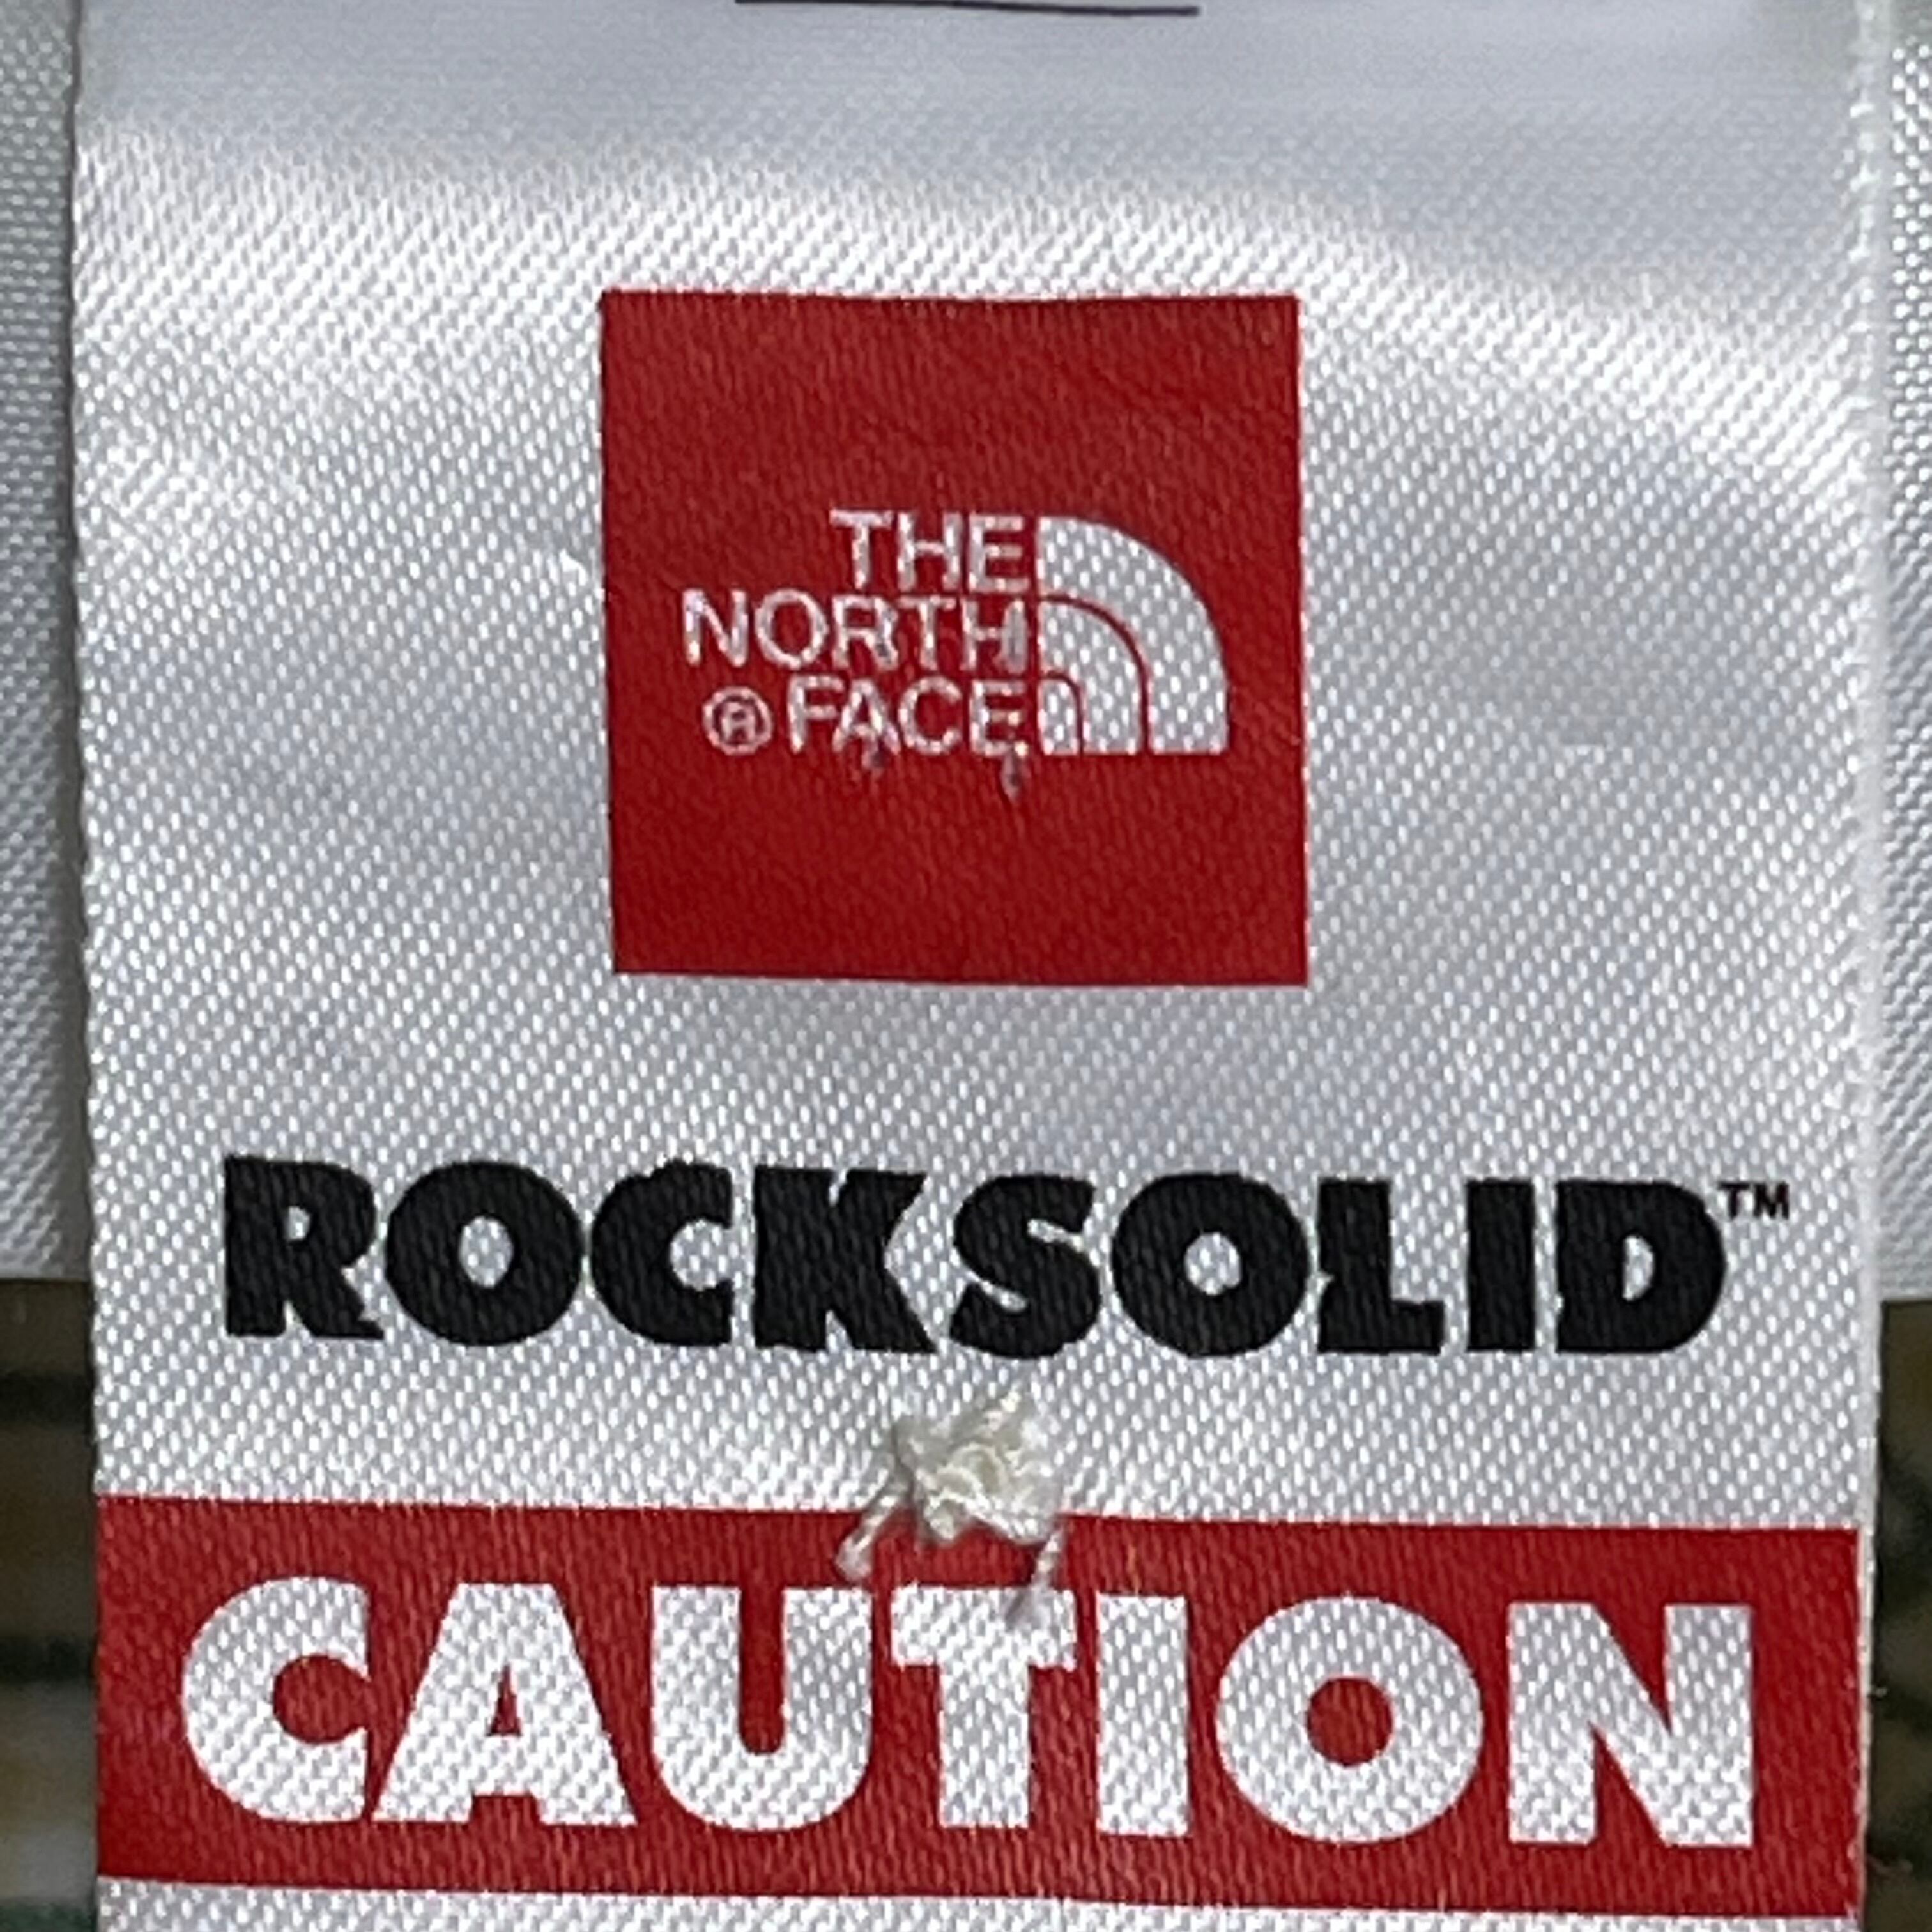 THE
NORTH
® FACE
ROCKSOLID™
CAUTION